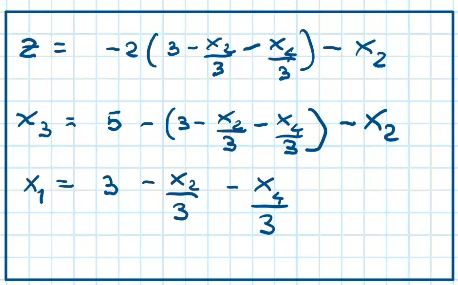 z = -2(3 - x₂/3 - x₄/3) - x₂
x₃ = 5 - (3 - x₂/3 - x₄/3) - x₂
x₁ = 3 - x₂/3 - x₄/3